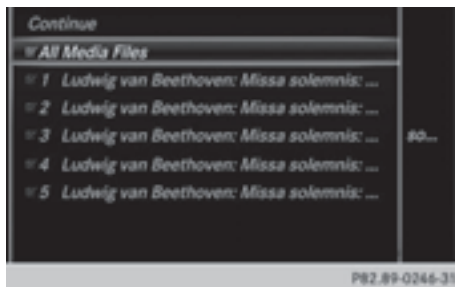 Continue
All Media Files
1 Ludwig van Beethoven: Missa solemnis: ...
2 Ludwig van Beethoven: Missa solemnis: ...
3 Ludwig van Beethoven: Missa solemnis: ... so...
4 Ludwig van Beethoven: Missa solemnis: ...
5 Ludwig van Beethoven: Missa solemnis: ...
P82.89-0246-31